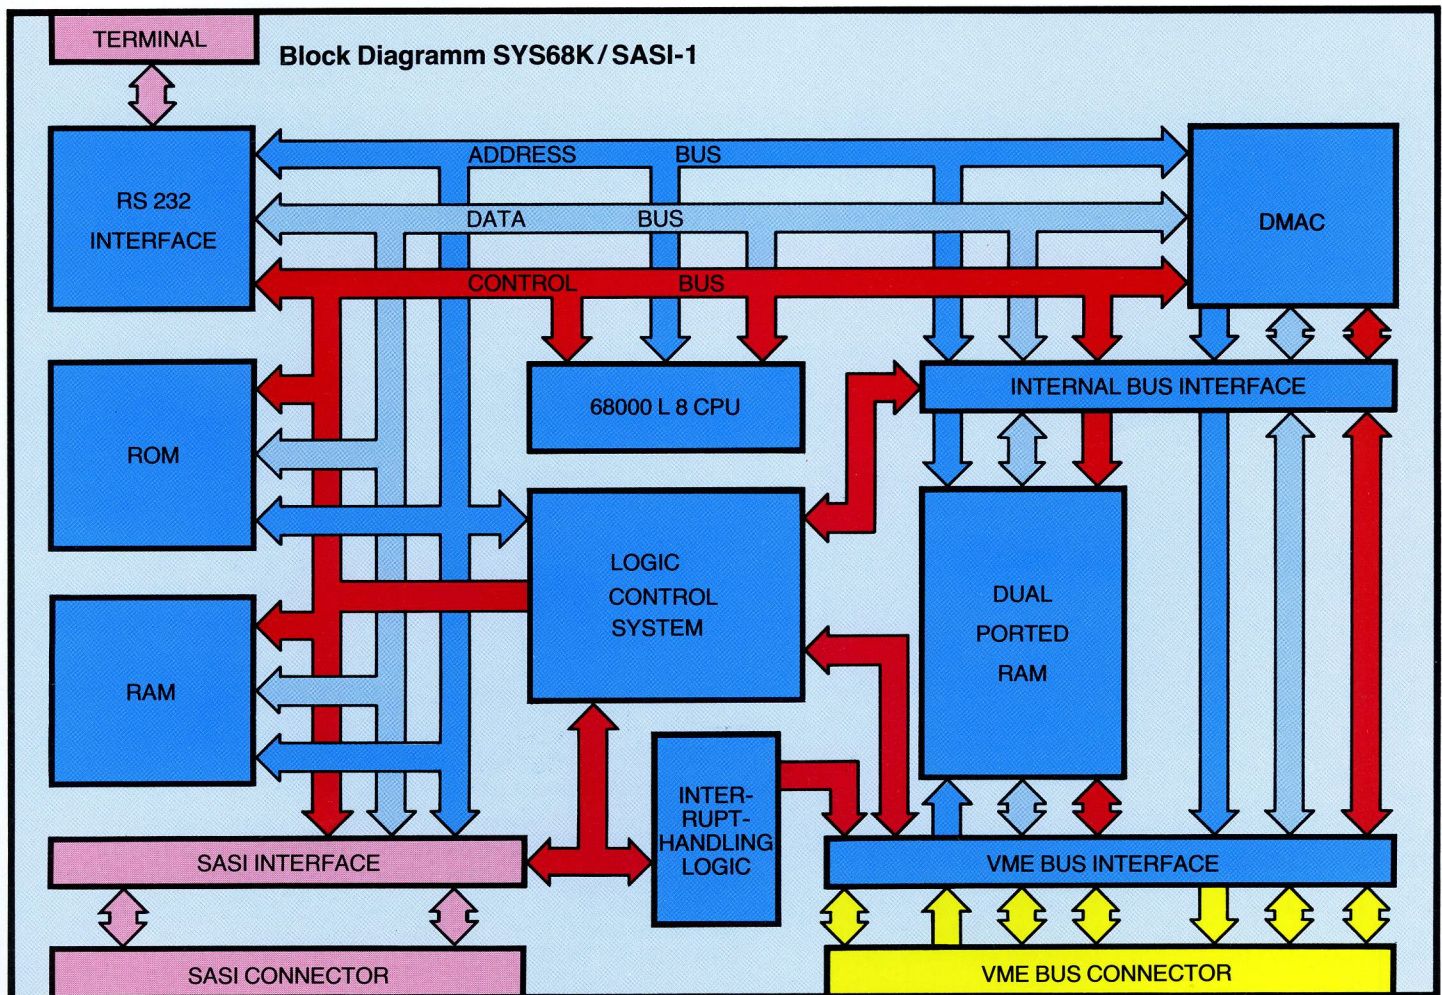 TERMINAL
Block Diagramm SYS68K/SASI-1
ADDRESS BUS
RS 232
INTERFACE
DATA BUS
DMAC
CONTROL BUS
INTERNAL BUS INTERFACE
68000 L 8 CPU
ROM
LOGIC
CONTROL
SYSTEM
DUAL
PORTED
RAM
RAM
INTER-
RUPT-
HANDLING
LOGIC
SASI INTERFACE
VME BUS INTERFACE
SASI CONNECTOR
VME BUS CONNECTOR